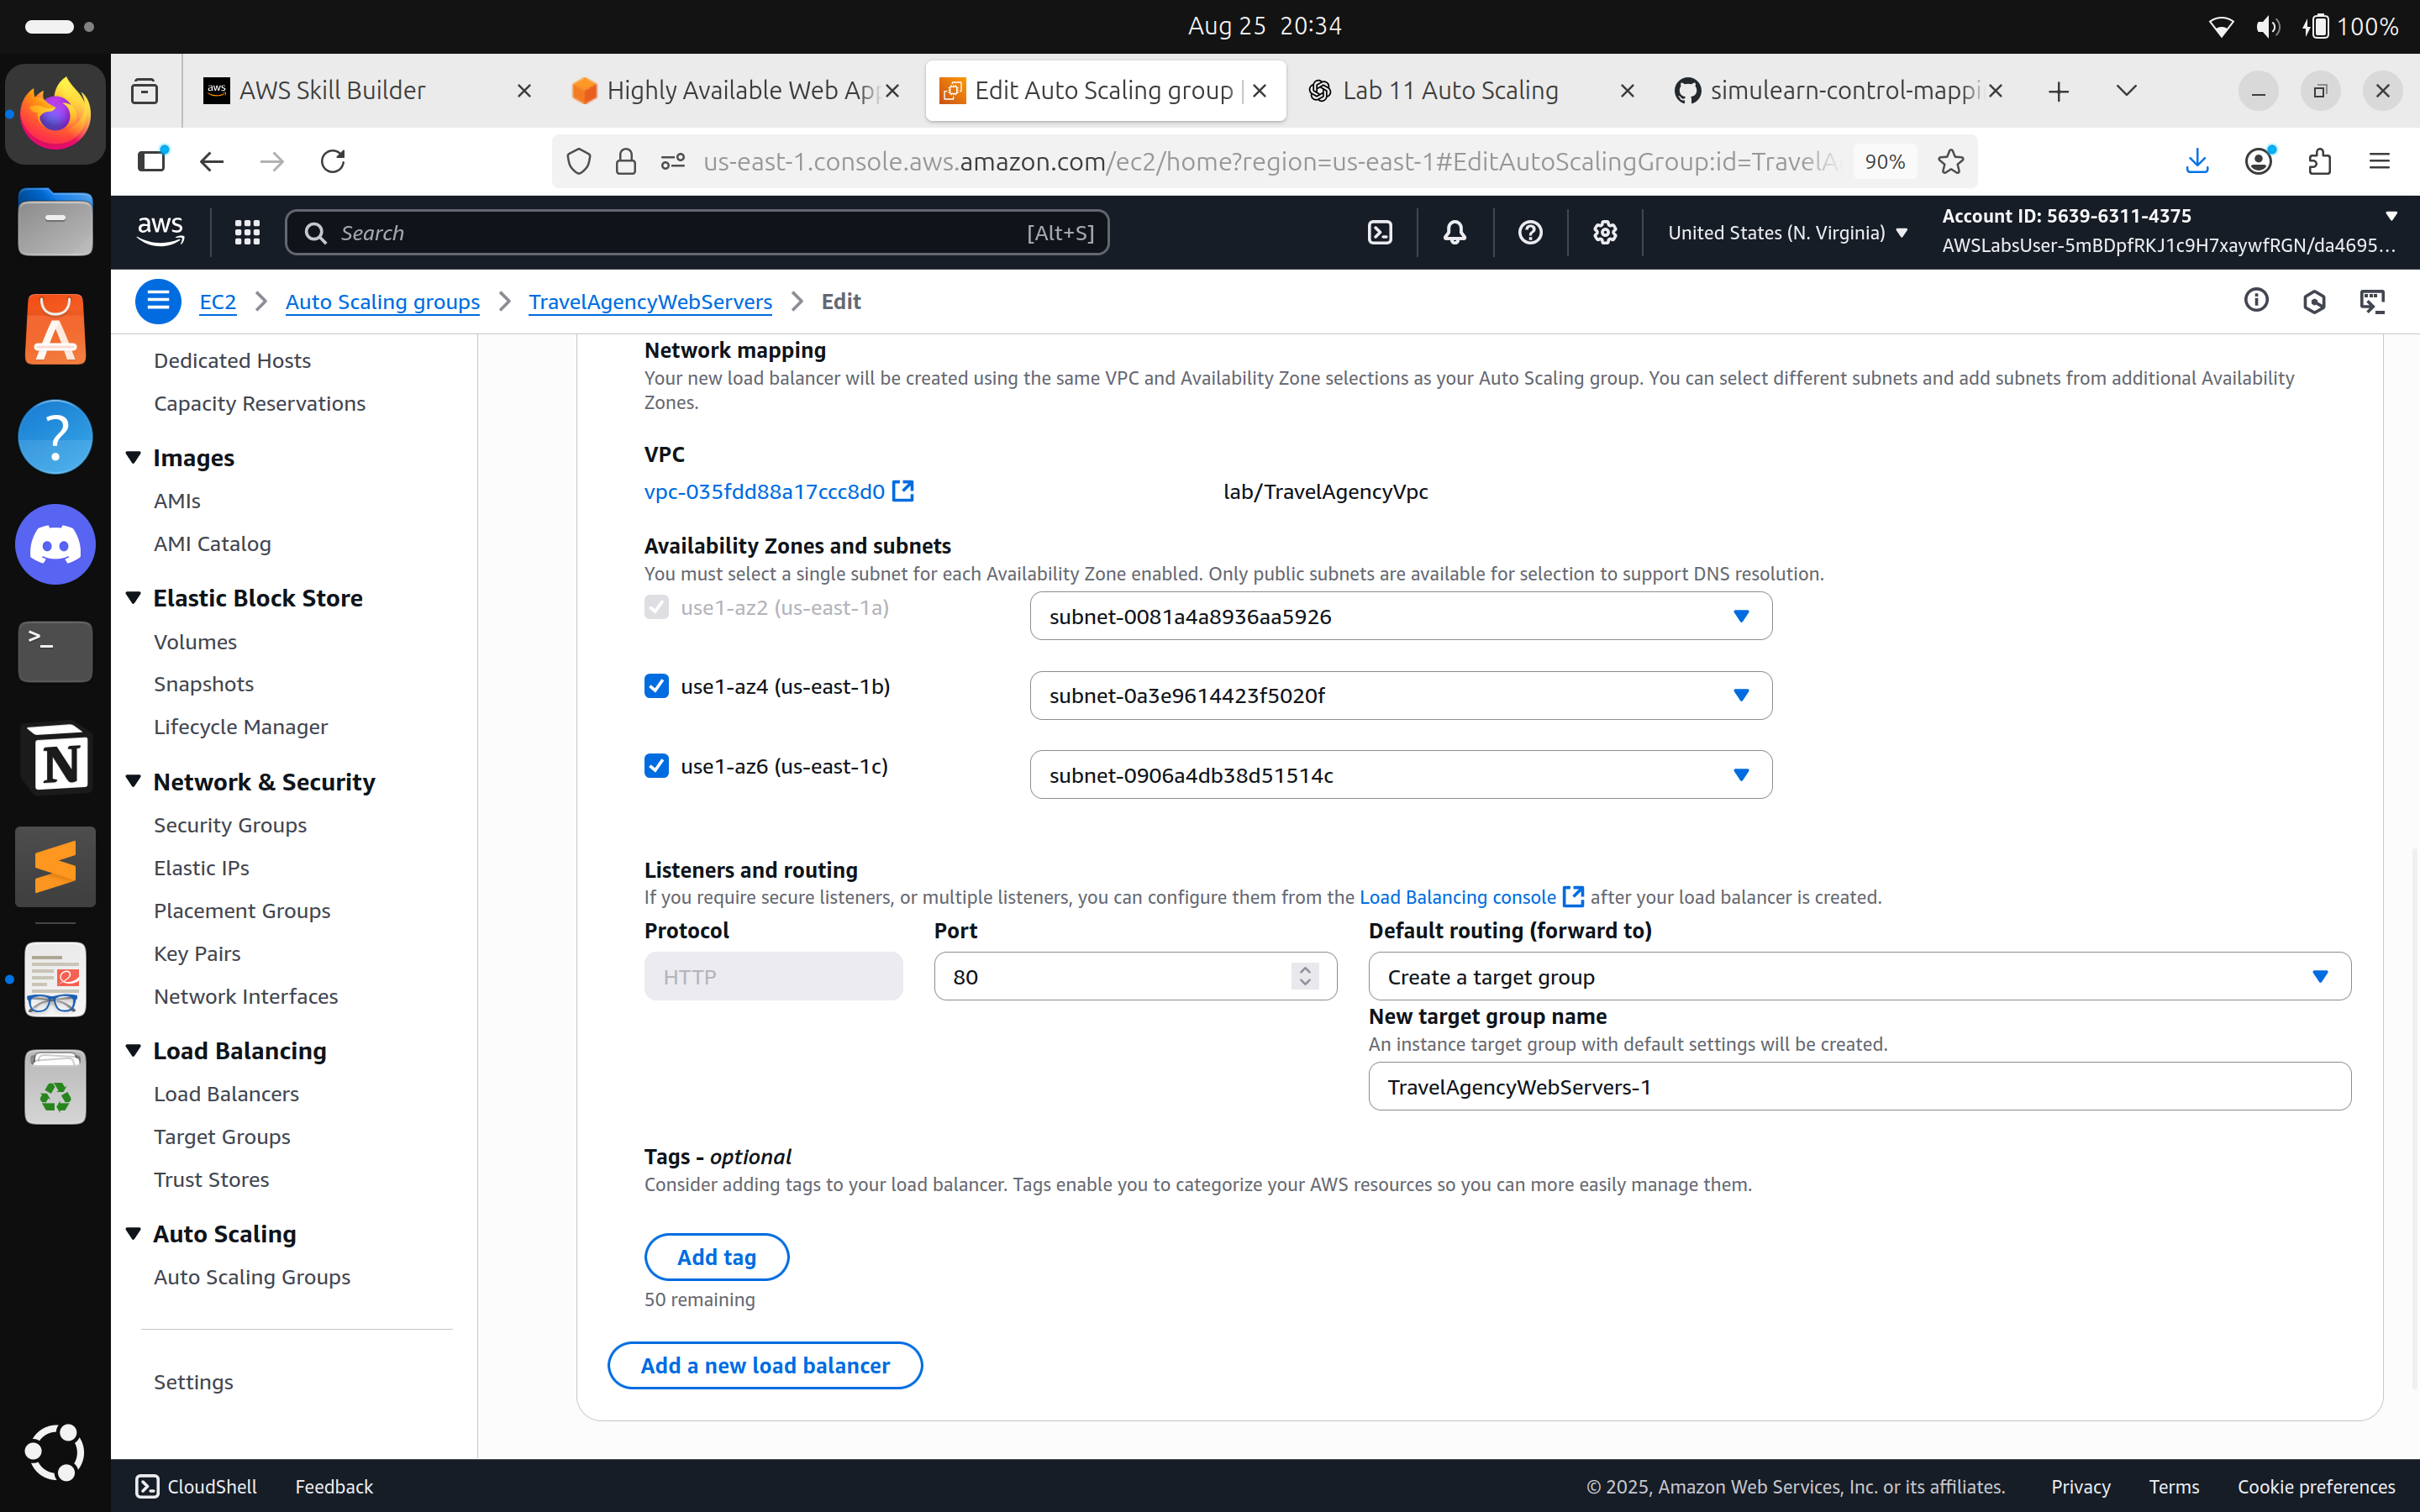 Aug 25 20:34
100%
AWS Skill Builder
Highly Available Web App
Edit Auto Scaling group |
Lab 11 Auto Scaling
simulearn-control-mappi
us-east-1.console.aws.amazon.com/ec2/home?region=us-east-1#EditAutoScalingGroup:id=TravelA
90%
aws
Search
[Alt+S]
United States (N. Virginia)
Account ID: 5639-6311-4375
AWSLabsUser-5mBDpfRKJ1c9H7xaywfRGN/da4695...
EC2
Auto Scaling groups
TravelAgencyWebServers
Edit
Dedicated Hosts
Capacity Reservations
Images
AMIs
AMI Catalog
Elastic Block Store
Volumes
Snapshots
Lifecycle Manager
Network & Security
Security Groups
Elastic IPs
Placement Groups
Key Pairs
Network Interfaces
Load Balancing
Load Balancers
Target Groups
Trust Stores
Auto Scaling
Auto Scaling Groups
Settings
Network mapping
Your new load balancer will be created using the same VPC and Availability Zone selections as your Auto Scaling group. You can select different subnets and add subnets from additional Availability
Zones.
VPC
vpc-035fdd88a17ccc8d0
lab/TravelAgencyVpc
Availability Zones and subnets
You must select a single subnet for each Availability Zone enabled. Only public subnets are available for selection to support DNS resolution.
use1-az2 (us-east-1a)
subnet-0081a4a8936aa5926
use1-az4 (us-east-1b)
subnet-0a3e9614423f5020f
use1-az6 (us-east-1c)
subnet-0906a4db38d51514c
Listeners and routing
If you require secure listeners, or multiple listeners, you can configure them from the Load Balancing console after your load balancer is created.
Protocol
Port
Default routing (forward to)
HTTP
80
Create a target group
New target group name
An instance target group with default settings will be created.
TravelAgencyWebServers-1
Tags - optional
Consider adding tags to your load balancer. Tags enable you to categorize your AWS resources so you can more easily manage them.
Add tag
50 remaining
Add a new load balancer
CloudShell
Feedback
© 2025, Amazon Web Services, Inc. or its affiliates.
Privacy
Terms
Cookie preferences